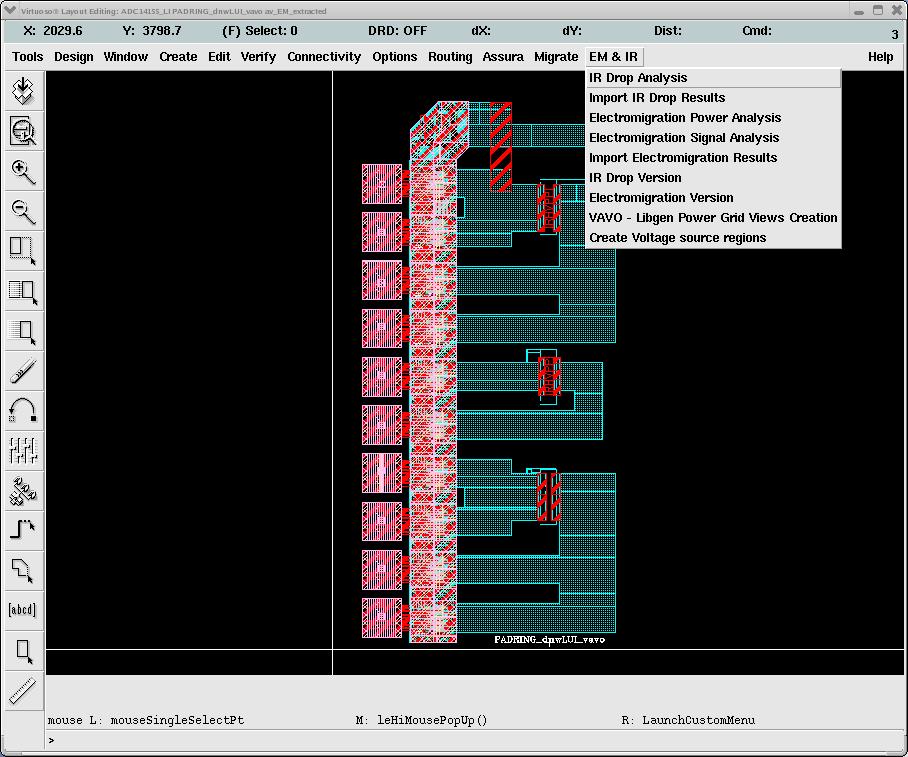 Virtuoso® Layout Editing: ADC1415S_LI PADRING_dnwLUI_vavo av_EM_extracted
X: 2029.6 Y: 3798.7 (F) Select: 0 DRD: OFF dX: dY: Dist: Cmd: 3
Tools Design Window Create Edit Verify Connectivity Options Routing Assura Migrate EM & IR Help
IR Drop Analysis
Import IR Drop Results
Electromigration Power Analysis
Electromigration Signal Analysis
Import Electromigration Results
IR Drop Version
Electromigration Version
VAVO - Libgen Power Grid Views Creation
Create Voltage source regions
[abcd]
PADRING_dnwLUI_vavo
mouse L: mouseSingleSelectPt M: leHiMousePopUp() R: LaunchCustomMenu
>